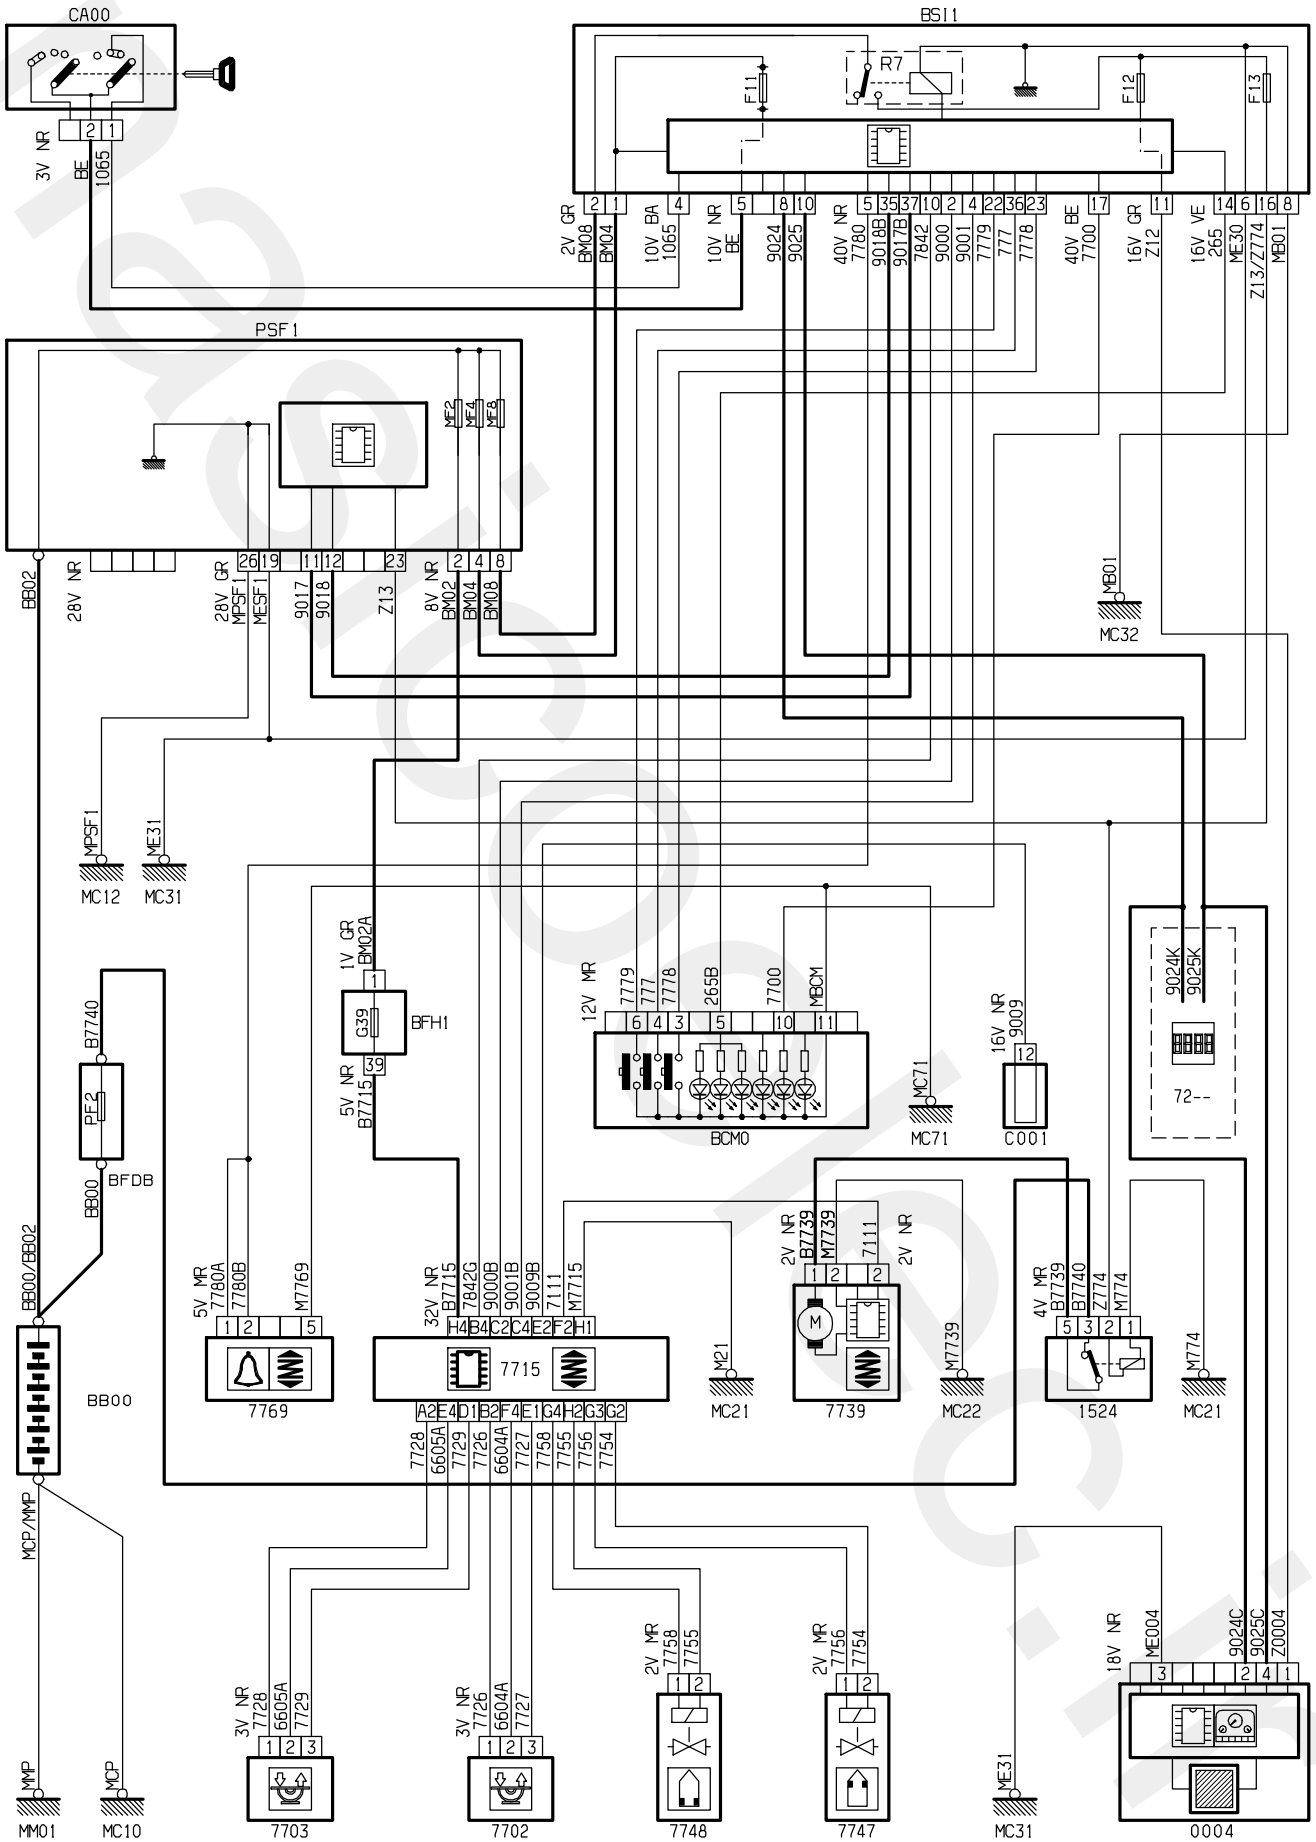 CA00
BSI1
R7
F11
F12
F13
2 1
3V NR
BE
1065
2 1 4 5 8 10 5 35 37 10 2 4 22 36 23 17 11 14 6 16 8
2V GR
BM08
BM04
10V BA
1065
10V NR
BE
9024
9025
40V NR
7780
9018B
9017B
7842
9000
9001
7779
777
7778
40V BE
7700
16V GR
Z12
16V VE
265
ME30
Z13/Z774
MB01
PSF1
MF2
MF4
MF8
26 19 11 12 23 2 4 8
BB02
28V NR
28V GR
MPSF1
MESF1
9017
9018
Z13
8V NR
BM02
BM04
BM08
MB01
MC32
MPSF1
ME31
MC12
MC31
1V GR
BM02A
1
G39
BFH1
39
5V NR
B7715
B7740
PF2
BFDB
BB00
12V MR
7779
777
7778
265B
7700
MBCM
6 4 3 5 10 11
BCM0
MC71
MC71
16V NR
9009
12
C001
9024K
9025K
72--
BB00/BB02
BB00
MCP/MMP
5V MR
7780A
7780B
M7769
1 2 5
7769
32V NR
B7715
7842G
9000B
9001B
9009B
7111
M7715
H4 B4 C2 C4 E2 F2 H1
7715
A2 E4 D1 B2 F4 E1 G4 H2 G3 G2
7728
6605A
7729
7726
6604A
7727
7758
7755
7756
7754
M21
MC21
2V NR
B7739
M7739
7111
2V NR
1 2 2
M
7739
M7739
MC22
4V MR
B7739
B7740
Z774
M774
5 3 2 1
1524
M774
MC21
MMP
MM01
MCP
MC10
3V NR
7728
6605A
7729
1 2 3
7703
3V NR
7726
6604A
7727
1 2 3
7702
2V MR
7758
7755
1 2
7748
2V MR
7756
7754
1 2
7747
ME31
MC31
18V NR
ME004
9024C
9025C
Z0004
3 2 4 1
0004